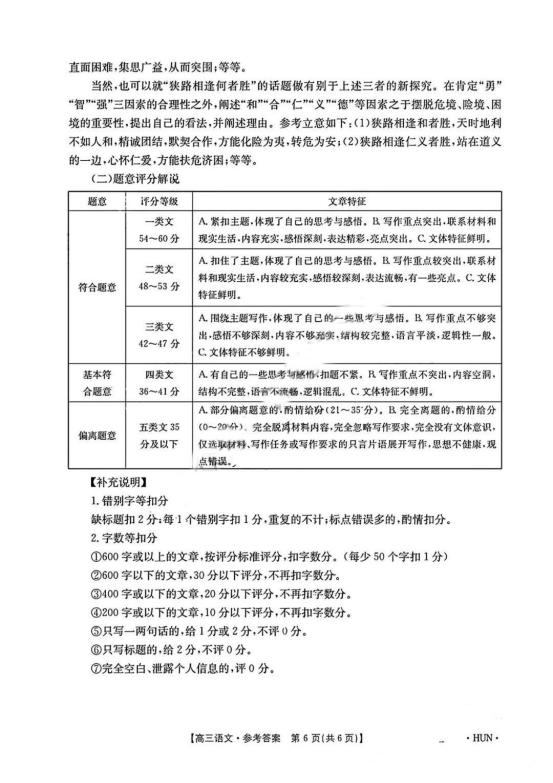 直面困难,集思广益,从而突围;等等。
当然,也可以就“狭路相逢何者胜”的话题做有别于上述三者的新探究。在肯定“勇”
“智”“强”三因素的合理性之外,阐述“和”“合”“仁”“义”“德”等因素之于摆脱危境、险境、困
境的重要性,提出自己的看法,并阐述理由。参考立意如下:(1)狭路相逢和者胜,天时地利
不如人和,精诚团结,默契合作,方能化险为夷,转危为安;(2)狭路相逢仁义者胜,站在道义
的一边,心怀仁爱,方能扶危济困;等等。
(二)题意评分解说
题意 评分等级 文章特征
符合题意
一类文
54~60 分
A. 紧扣主题,体现了自己的思考与感悟。B. 写作重点突出,联系材料和
现实生活,内容充实,感悟深刻,表达精彩,亮点突出。C. 文体特征鲜明。
二类文
48~53 分
A. 扣住了主题,体现了自己的思考与感悟。B. 写作重点较突出,联系材
料和现实生活,内容较充实,感悟较深刻,表达流畅,有一些亮点。C. 文体
特征鲜明。
三类文
42~47 分
A. 围绕主题写作,体现了自己的一些思考与感悟。B. 写作重点不够突
出,感悟不够深刻,内容不够充实,结构较完整,语言平淡,逻辑性一般。
C. 文体特征不够鲜明。
基本符
合题意
四类文
36~41 分
A. 有自己的一些思考与感悟,扣题不紧。B. 写作重点不突出,内容空洞,
结构不完整,语言不流畅,逻辑混乱。C. 文体特征不鲜明。
偏离题意
五类文 35
分及以下
A. 部分偏离题意的,酌情给分(21~35 分)。B. 完全离题的,酌情给分
(0~20 分)。完全脱离材料内容,完全忽略写作要求,完全没有文体意识,
仅选取材料、写作任务或写作要求的只言片语展开写作,思想不健康,观
点错误。
【补充说明】
1. 错别字等扣分
缺标题扣 2 分;每 1 个错别字扣 1 分,重复的不计;标点错误多的,酌情扣分。
2. 字数等扣分
①600 字或以上的文章,按评分标准评分,扣字数分。(每少 50 个字扣 1 分)
②600 字以下的文章,30 分以下评分,不再扣字数分。
③400 字或以下的文章,20 分以下评分,不再扣字数分。
④200 字或以下的文章,10 分以下评分,不再扣字数分。
⑤只写一两句话的,给 1 分或 2 分,不评 0 分。
⑥只写标题的,给 2 分,不评 0 分。
⑦完全空白、泄露个人信息的,评 0 分。
【高三语文·参考答案 第 6 页(共 6 页)】
·HUN·